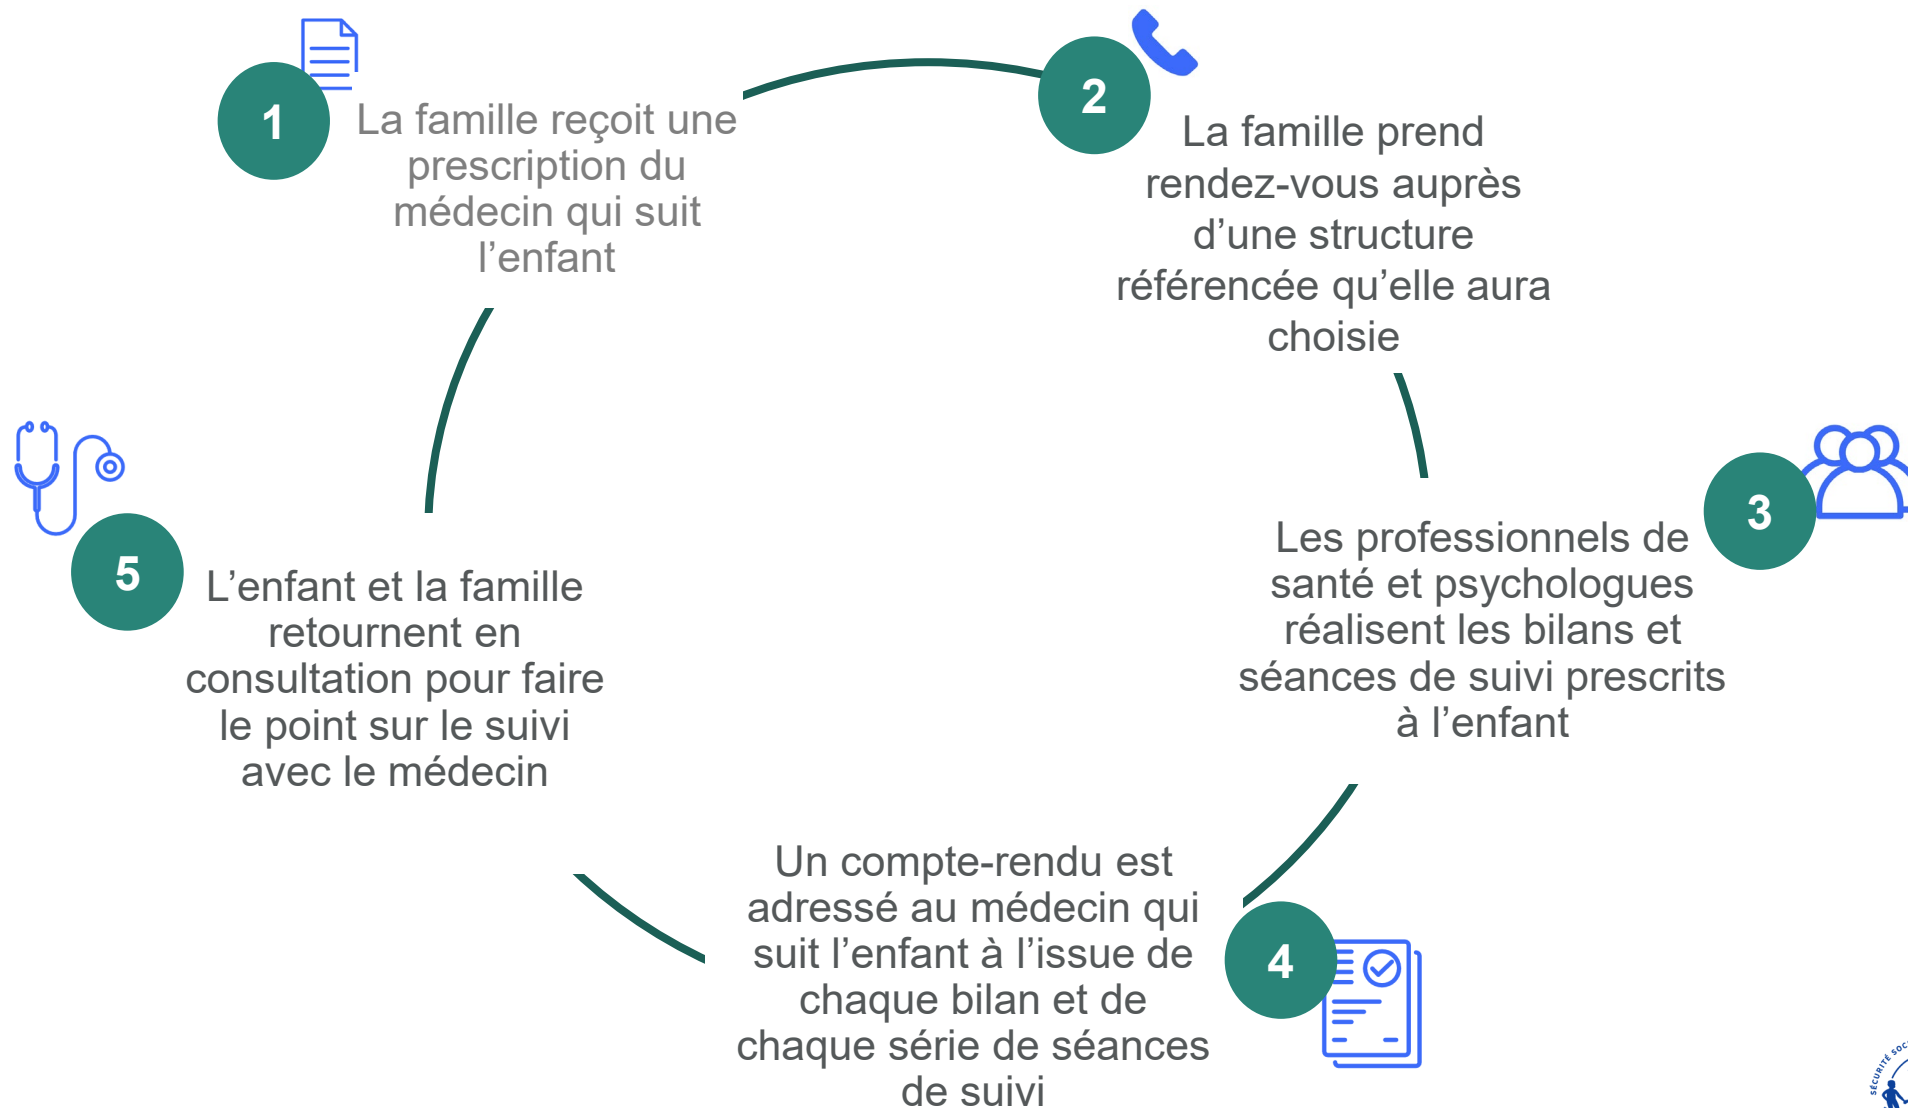 1
La famille reçoit une
prescription du
médecin qui suit
l’enfant
2
La famille prend
rendez-vous auprès
d’une structure
référencée qu’elle aura
choisie
3
Les professionnels de
santé et psychologues
réalisent les bilans et
séances de suivi prescrits
à l’enfant
4
Un compte-rendu est
adressé au médecin qui
suit l’enfant à l’issue de
chaque bilan et de
chaque série de séances
de suivi
5
L’enfant et la famille
retournent en
consultation pour faire
le point sur le suivi
avec le médecin
SÉCURITÉ